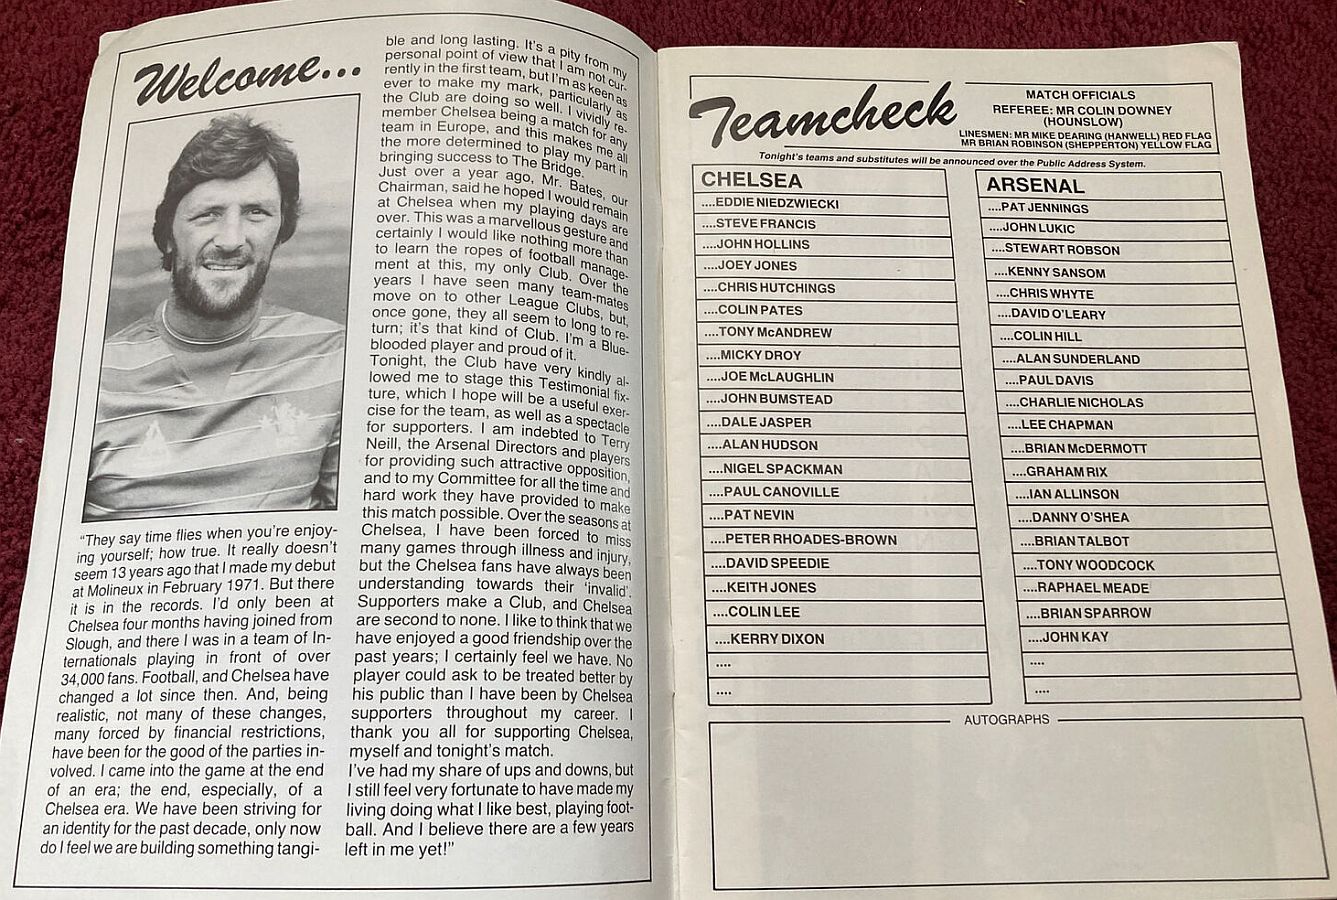 Welcome...
"They say time flies when you're enjoy-
ing yourself; how true. It really doesn't
seem 13 years ago that I made my debut
at Molineux in February 1971. But there
it is in the records. I'd only been at
Chelsea four months having joined from
Slough, and there I was in a team of In-
ternationals playing in front of over
34,000 fans. Football, and Chelsea have
changed a lot since then. And, being
realistic, not many of these changes,
many forced by financial restrictions,
have been for the good of the parties in-
volved. I came into the game at the end
of an era; the end, especially, of a
Chelsea era. We have been striving for
an identity for the past decade, only now
do I feel we are building something tangi-
ble and long lasting. It's a pity from my
personal point of view that I am not cur-
rently in the first team, but I'm as keen as
ever to make my mark, particularly as
the Club are doing so well. I vividly re-
member Chelsea being a match for any
team in Europe, and this makes me all
the more determined to play my part in
bringing success to The Bridge.
Just over a year ago, Mr. Bates, our
Chairman, said he hoped I would remain
at Chelsea when my playing days are
over. This was a marvellous gesture and
certainly I would like nothing more than
to learn the ropes of football manage-
ment at this, my only Club. Over the
years I have seen many team-mates
move on to other League Clubs, but,
once gone, they all seem to long to re-
turn; it's that kind of Club. I'm a Blue-
blooded player and proud of it.
Tonight, the Club have very kindly al-
lowed me to stage this Testimonial fix-
ture, which I hope will be a useful exer-
cise for the team, as well as a spectacle
for supporters. I am indebted to Terry
Neill, the Arsenal Directors and players
for providing such attractive opposition,
and to my Committee for all the time and
hard work they have provided to make
this match possible. Over the seasons at
Chelsea, I have been forced to miss
many games through illness and injury,
but the Chelsea fans have always been
understanding towards their 'invalid'.
Supporters make a Club, and Chelsea
are second to none. I like to think that we
have enjoyed a good friendship over the
past years; I certainly feel we have. No
player could ask to be treated better by
his public than I have been by Chelsea
supporters throughout my career. I
thank you all for supporting Chelsea,
myself and tonight's match.
I've had my share of ups and downs, but
I still feel very fortunate to have made my
living doing what I like best, playing foot-
ball. And I believe there are a few years
left in me yet!"
Teamcheck
MATCH OFFICIALS
REFEREE: MR COLIN DOWNEY
(HOUNSLOW)
LINESMEN: MR MIKE DEARING (HANWELL) RED FLAG
MR BRIAN ROBINSON (SHEPPERTON) YELLOW FLAG
Tonight's teams and substitutes will be announced over the Public Address System.
CHELSEA
....EDDIE NIEDZWIECKI
....STEVE FRANCIS
....JOHN HOLLINS
....JOEY JONES
....CHRIS HUTCHINGS
....COLIN PATES
....TONY McANDREW
....MICKY DROY
....JOE McLAUGHLIN
....JOHN BUMSTEAD
....DALE JASPER
....ALAN HUDSON
....NIGEL SPACKMAN
....PAUL CANOVILLE
....PAT NEVIN
....PETER RHOADES-BROWN
....DAVID SPEEDIE
....KEITH JONES
....COLIN LEE
....KERRY DIXON
....
....
ARSENAL
....PAT JENNINGS
....JOHN LUKIC
....STEWART ROBSON
....KENNY SANSOM
....CHRIS WHYTE
....DAVID O'LEARY
....COLIN HILL
....ALAN SUNDERLAND
....PAUL DAVIS
....CHARLIE NICHOLAS
....LEE CHAPMAN
....BRIAN McDERMOTT
....GRAHAM RIX
....IAN ALLINSON
....DANNY O'SHEA
....BRIAN TALBOT
....TONY WOODCOCK
....RAPHAEL MEADE
....BRIAN SPARROW
....JOHN KAY
....
....
AUTOGRAPHS